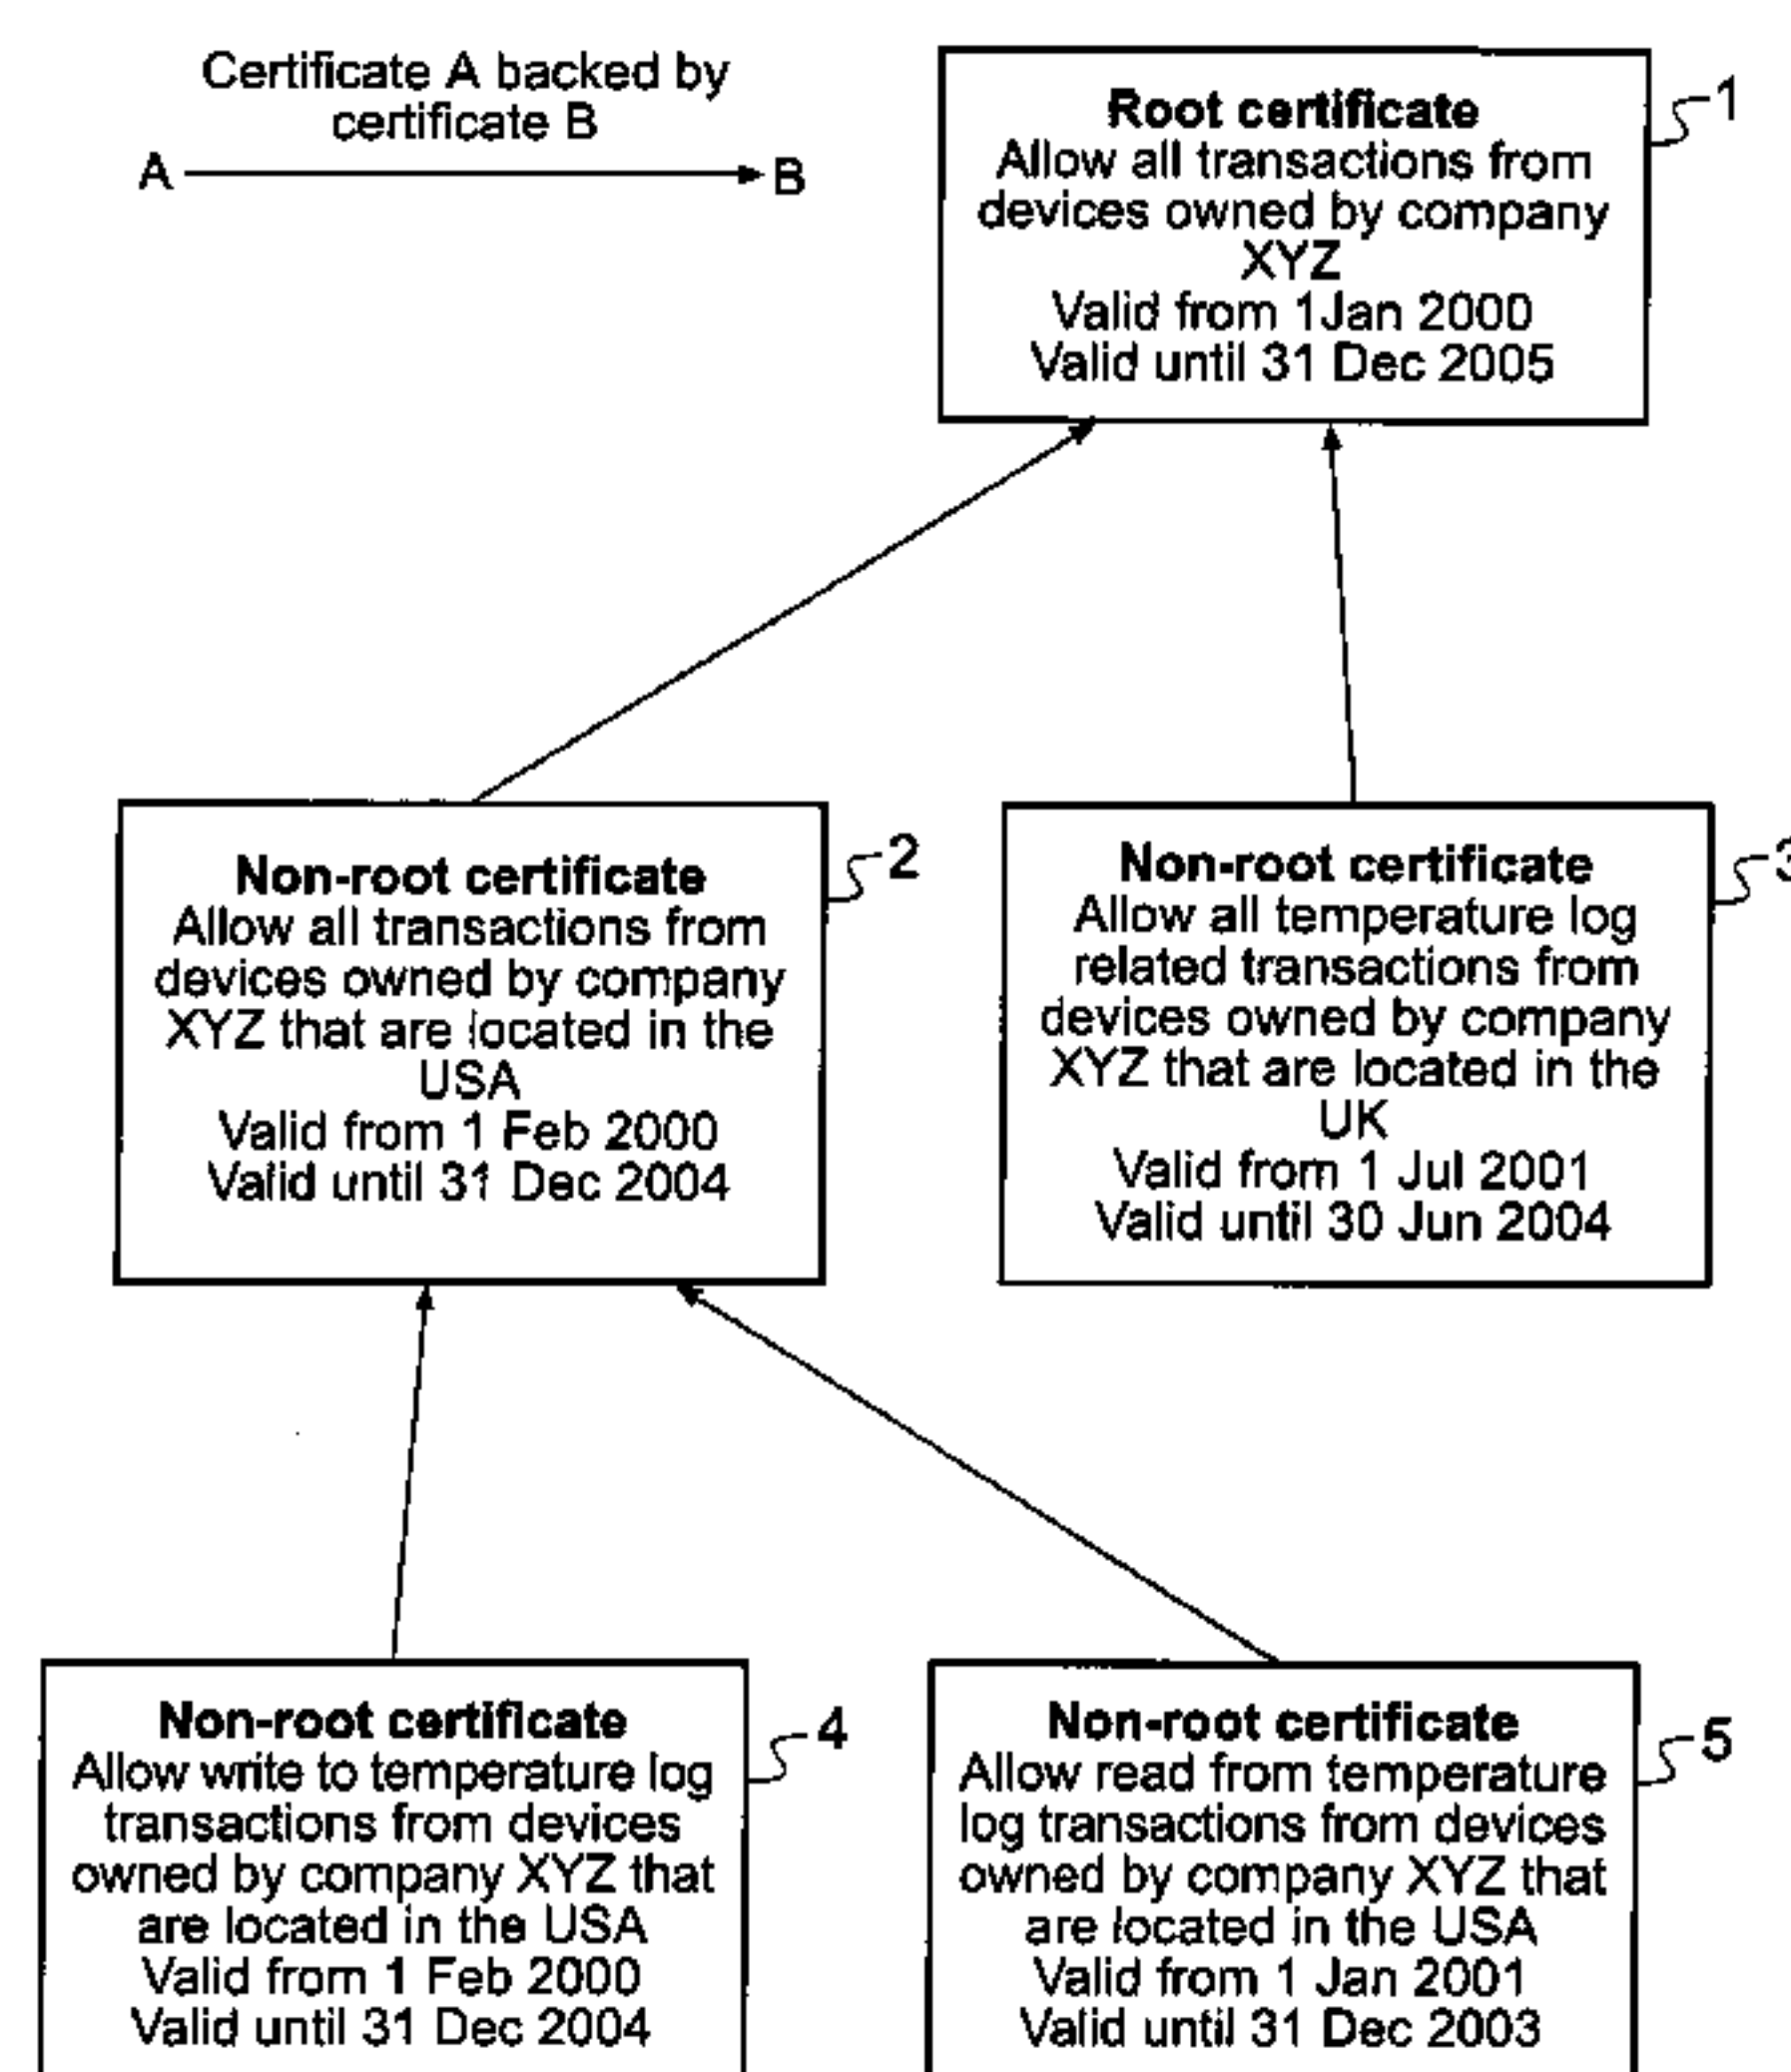 Certificate A backed by
certificate B
A
B
Root certificate
Allow all transactions from
devices owned by company
XYZ
Valid from 1Jan 2000
Valid until 31 Dec 2005
1
Non-root certificate
Allow all transactions from
devices owned by company
XYZ that are located in the
USA
Valid from 1 Feb 2000
Valid until 31 Dec 2004
2
Non-root certificate
Allow all temperature log
related transactions from
devices owned by company
XYZ that are located in the
UK
Valid from 1 Jul 2001
Valid until 30 Jun 2004
3
Non-root certificate
Allow write to temperature log
transactions from devices
owned by company XYZ that
are located in the USA
Valid from 1 Feb 2000
Valid until 31 Dec 2004
4
Non-root certificate
Allow read from temperature
log transactions from devices
owned by company XYZ that
are located in the USA
Valid from 1 Jan 2001
Valid until 31 Dec 2003
5